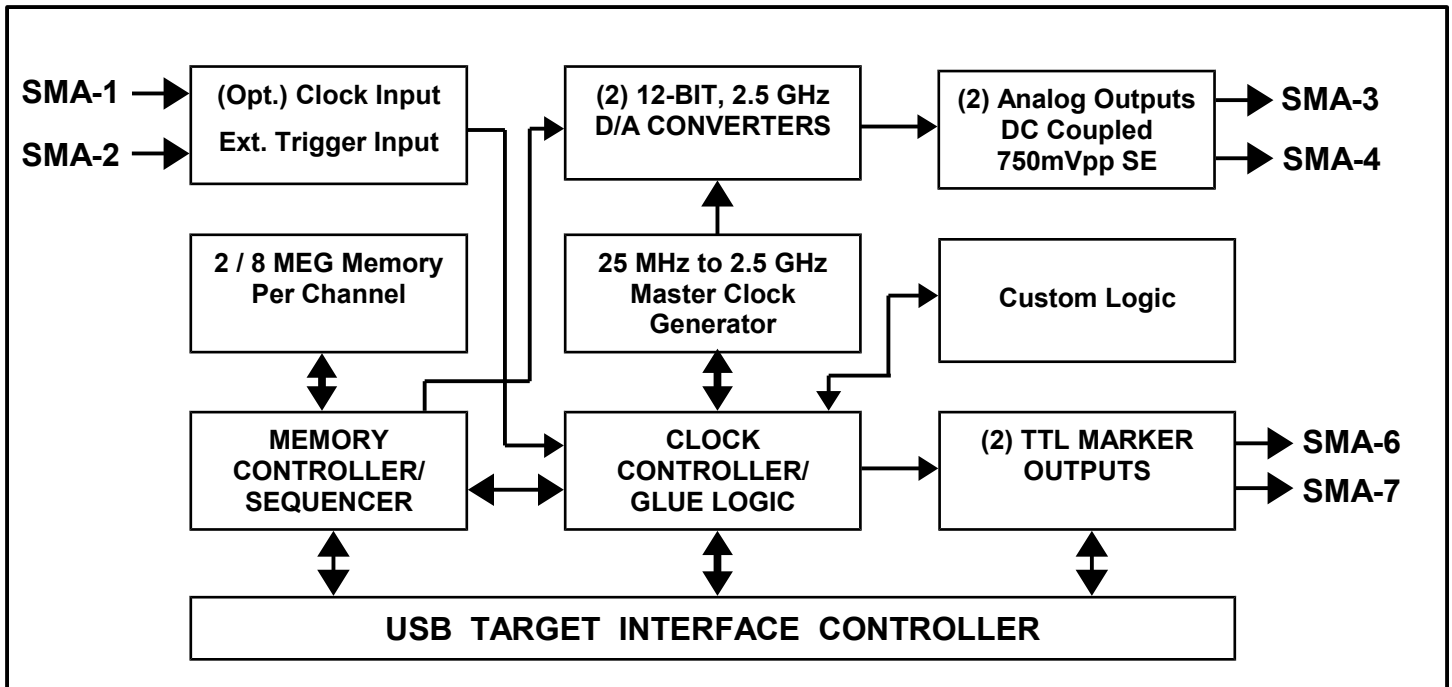 SMA-1
SMA-2
(Opt.) Clock Input
Ext. Trigger Input
(2) 12-BIT, 2.5 GHz
D/A CONVERTERS
(2) Analog Outputs
DC Coupled
750mVpp SE
SMA-3
SMA-4
2 / 8 MEG Memory
Per Channel
25 MHz to 2.5 GHz
Master Clock
Generator
Custom Logic
MEMORY
CONTROLLER/
SEQUENCER
CLOCK
CONTROLLER/
GLUE LOGIC
(2) TTL MARKER
OUTPUTS
SMA-6
SMA-7
USB TARGET INTERFACE CONTROLLER